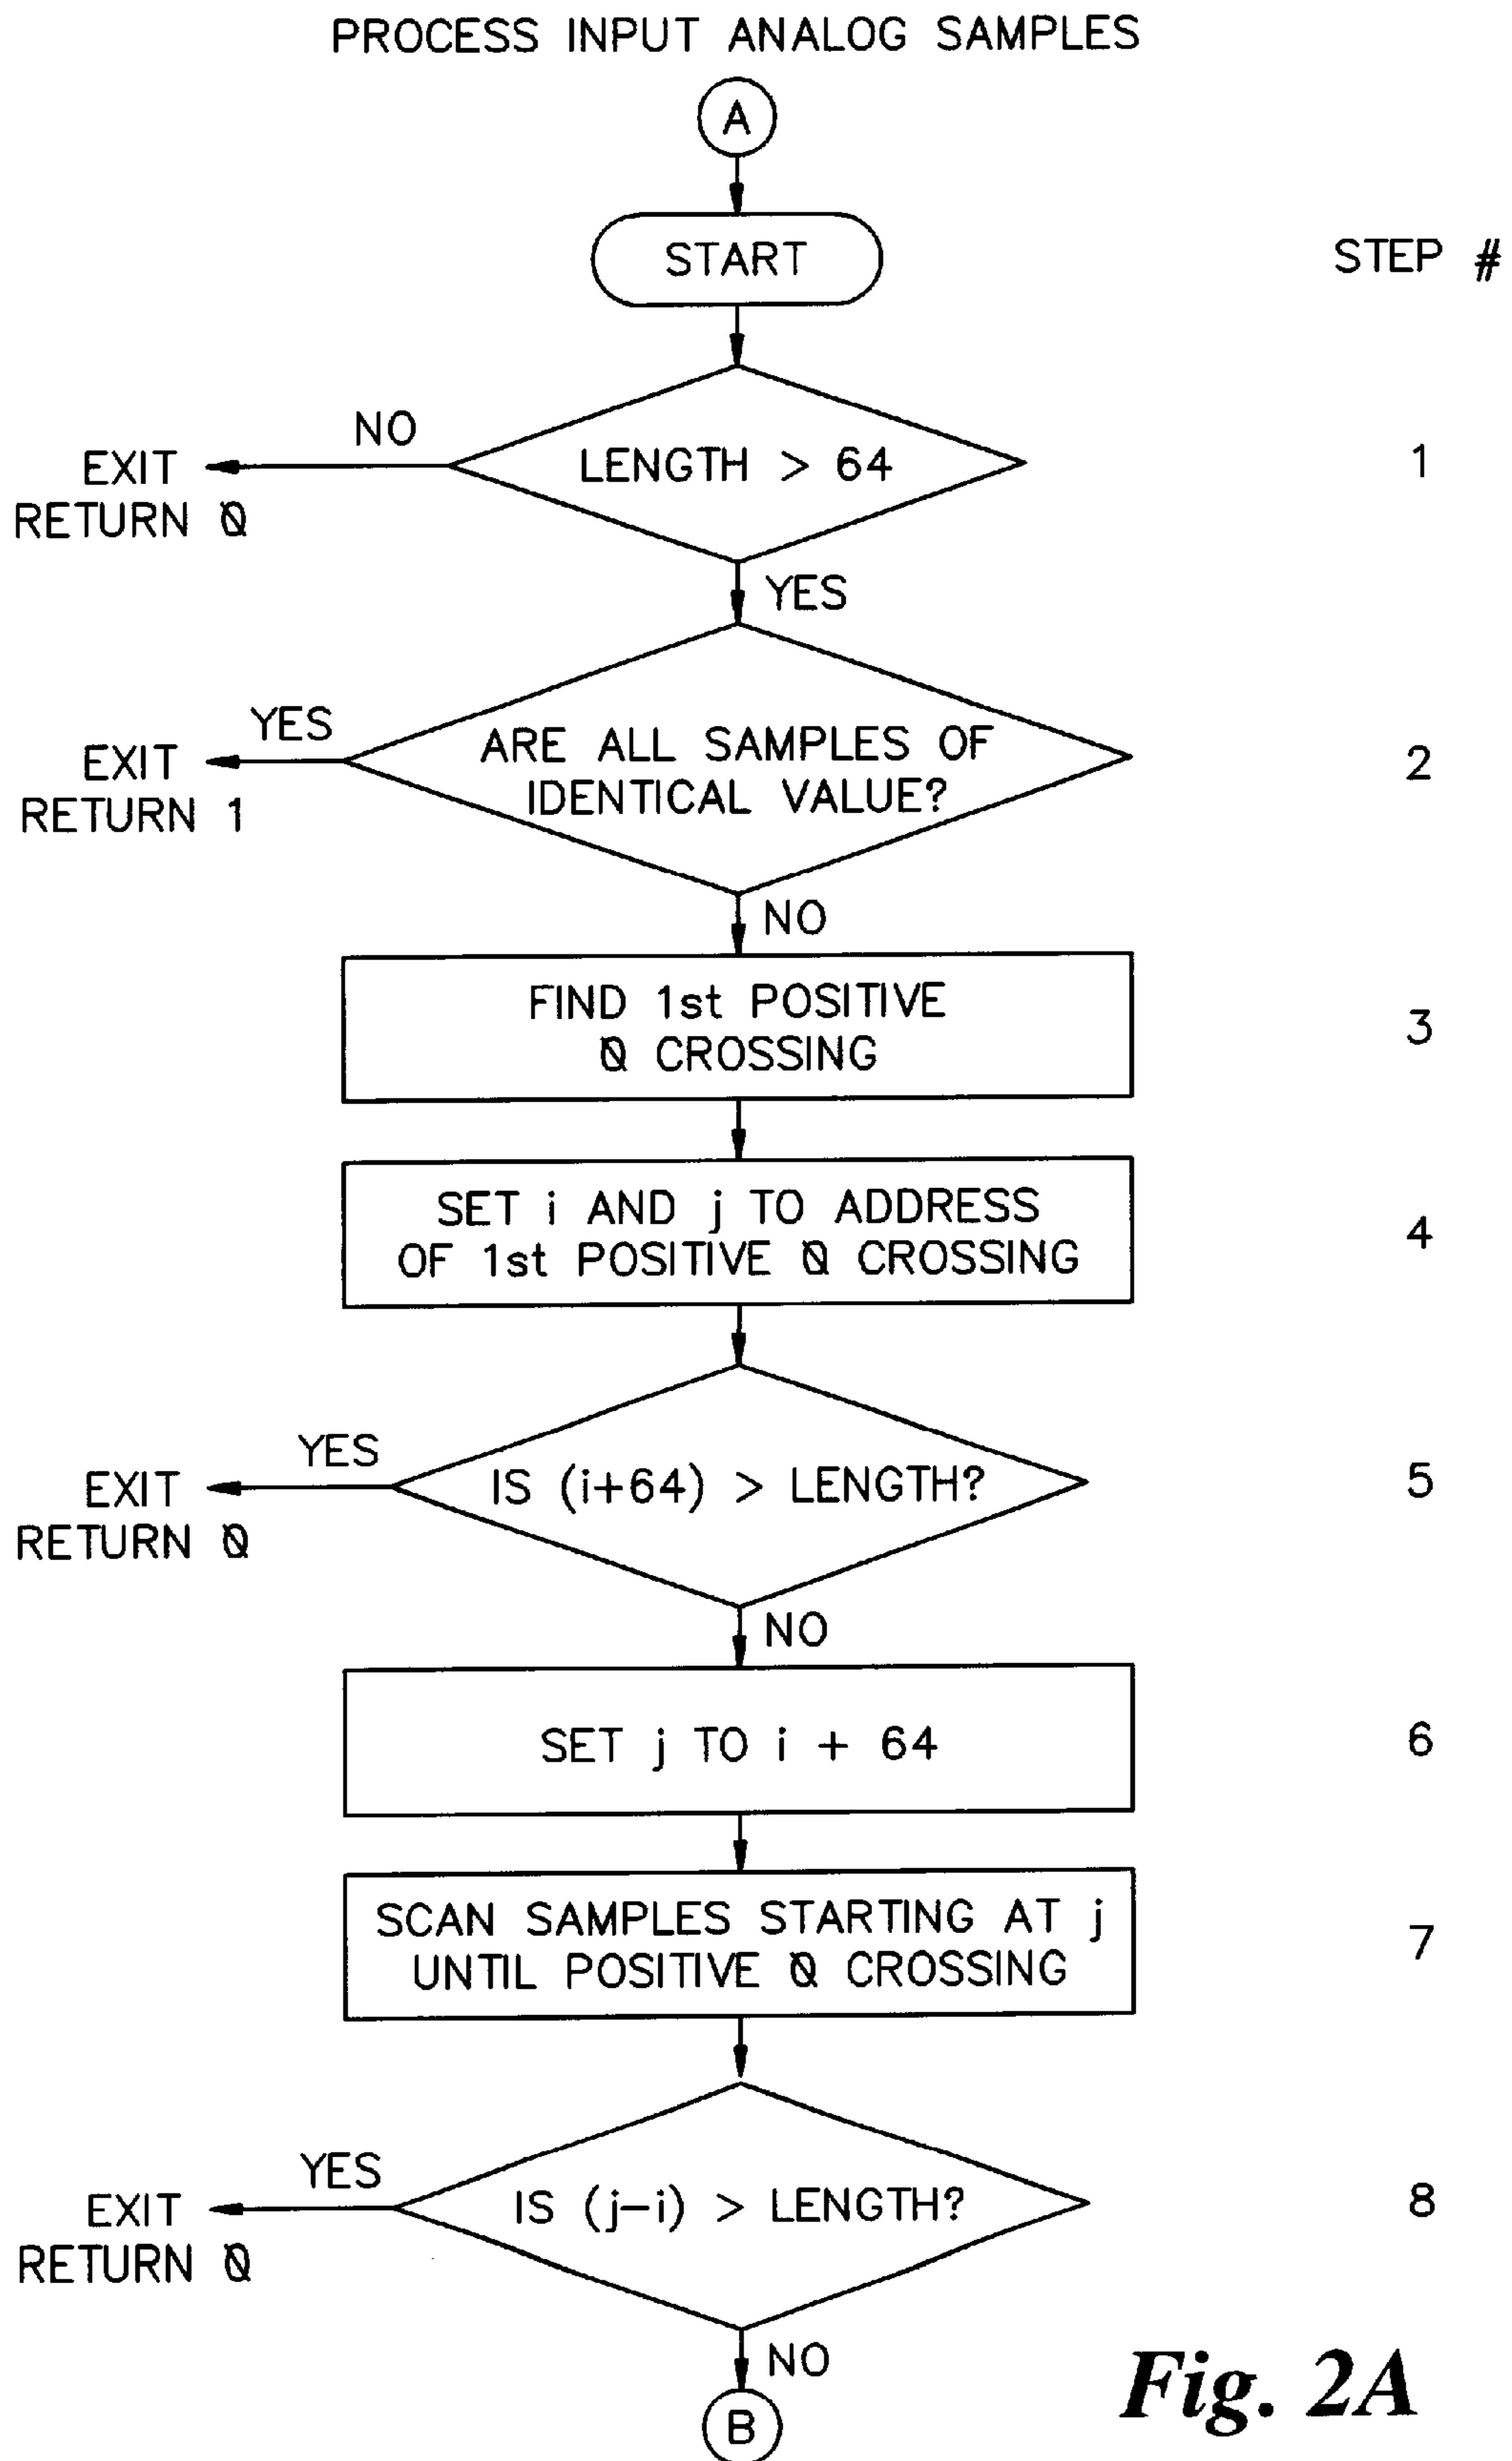 PROCESS INPUT ANALOG SAMPLES
A
START
STEP #
NO
LENGTH > 64
1
EXIT
RETURN 0
YES
YES
ARE ALL SAMPLES OF
IDENTICAL VALUE?
2
EXIT
RETURN 1
NO
FIND 1st POSITIVE
0 CROSSING
3
SET i AND j TO ADDRESS
OF 1st POSITIVE 0 CROSSING
4
YES
IS (i+64) > LENGTH?
5
EXIT
RETURN 0
NO
SET j TO i + 64
6
SCAN SAMPLES STARTING AT j
UNTIL POSITIVE 0 CROSSING
7
YES
IS (j-i) > LENGTH?
8
EXIT
RETURN 0
NO
B
Fig. 2A